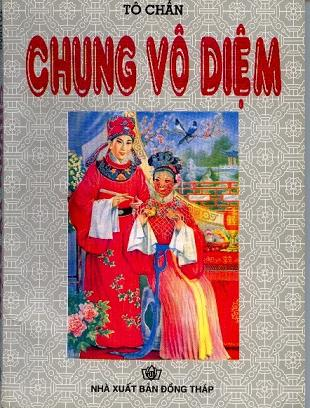 TÔ CHẨN
CHUNG VÔ DIỆM
NHÀ XUẤT BẢN ĐỒNG THÁP